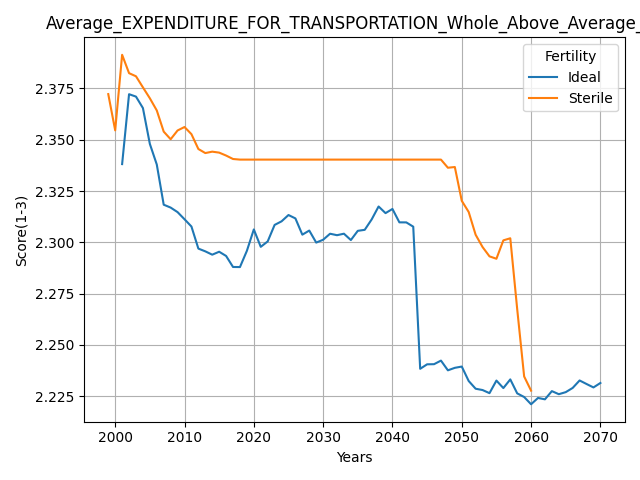 Average_EXPENDITURE_FOR_TRANSPORTATION_Whole_Above_Average_
Fertility
Ideal
Sterile
2.375
2.350
2.325
2.300
2.275
2.250
2.225
Score(1-3)
2000 2010 2020 2030 2040 2050 2060 2070
Years